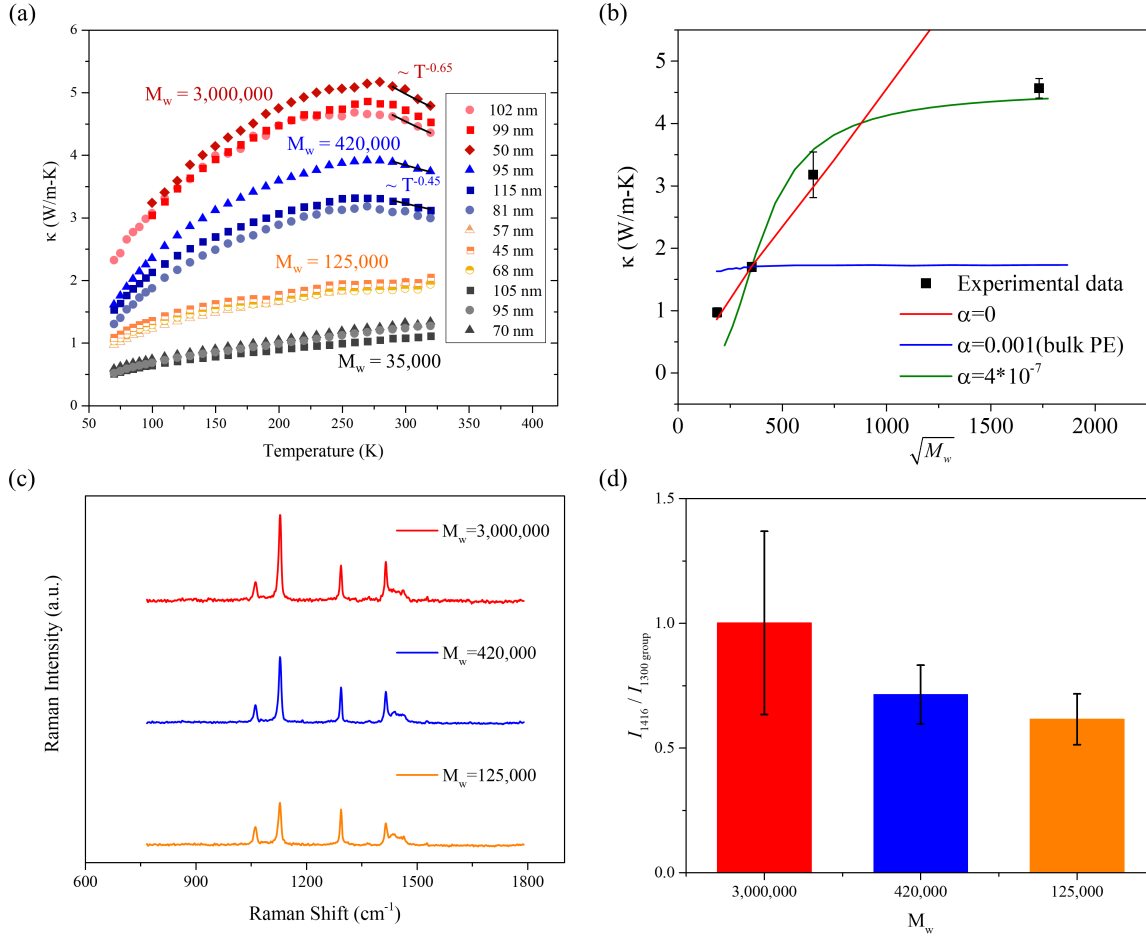 (a)
6
5
4
3
2
1
0
50
100
150
200
250
300
350
400
κ (W/m-K)
Temperature (K)
M_w = 3,000,000
~ T^-0.65
M_w = 420,000
~ T^-0.45
M_w = 125,000
M_w = 35,000
102 nm
99 nm
50 nm
95 nm
115 nm
81 nm
57 nm
45 nm
68 nm
105 nm
95 nm
70 nm
(b)
5
4
3
2
1
0
0
500
1000
1500
2000
κ (W/m-K)
√M_w
Experimental data
α=0
α=0.001(bulk PE)
α=4*10^-7
(c)
M_w=3,000,000
M_w=420,000
M_w=125,000
600
900
1200
1500
1800
Raman Intensity (a.u.)
Raman Shift (cm^-1)
(d)
1.5
1.0
0.5
0.0
I_1416 / I_1300 group
3,000,000
420,000
125,000
M_w